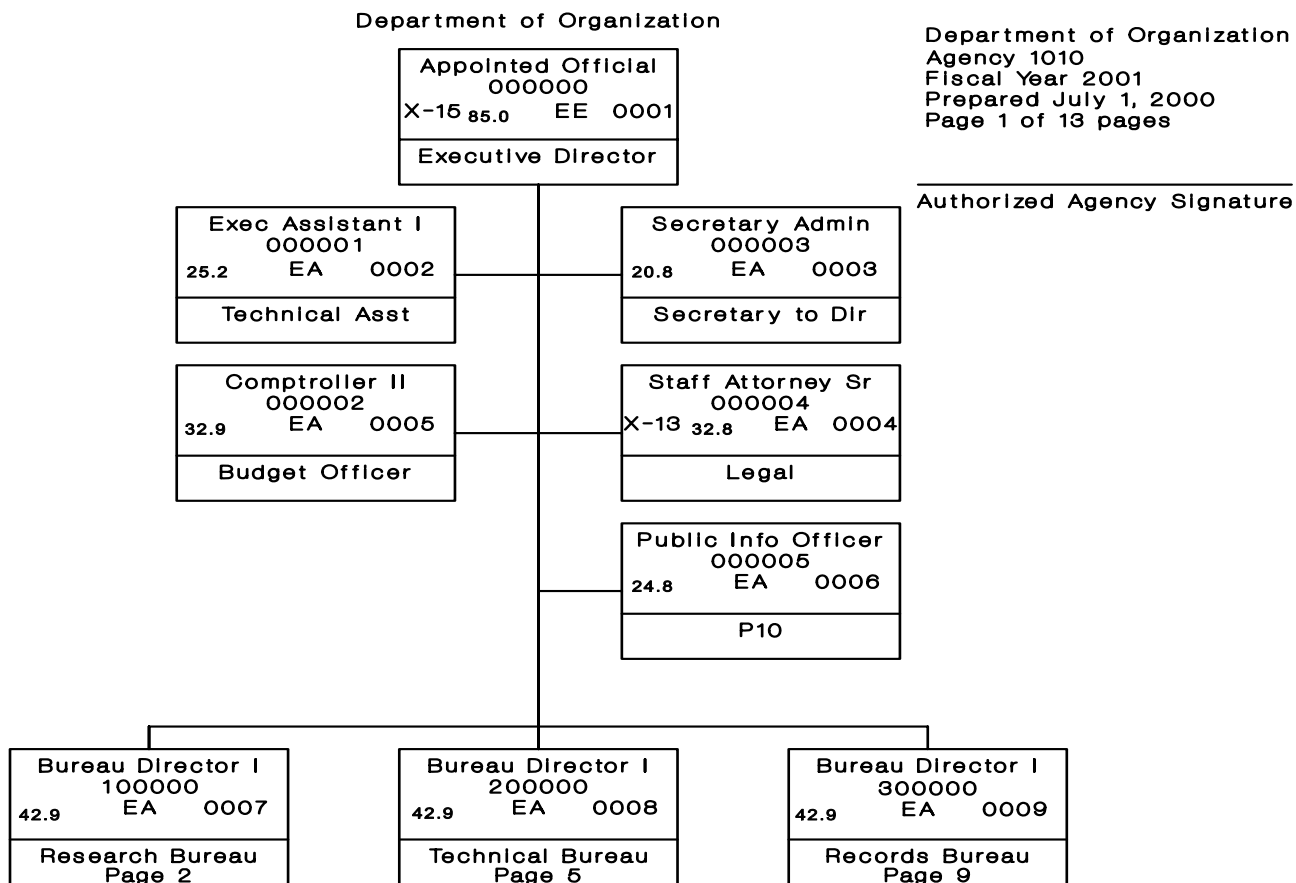 Department of Organization
Department of Organization
Agency 1010
Fiscal Year 2001
Prepared July 1, 2000
Page 1 of 13 pages
Authorized Agency Signature
Appointed Official
000000
X-15 85.0 EE 0001
Executive Director
Exec Assistant I
000001
25.2 EA 0002
Technical Asst
Secretary Admin
000003
20.8 EA 0003
Secretary to Dir
Comptroller II
000002
32.9 EA 0005
Budget Officer
Staff Attorney Sr
000004
X-13 32.8 EA 0004
Legal
Public Info Officer
000005
24.8 EA 0006
P10
Bureau Director I
100000
42.9 EA 0007
Research Bureau
Page 2
Bureau Director I
200000
42.9 EA 0008
Technical Bureau
Page 5
Bureau Director I
300000
42.9 EA 0009
Records Bureau
Page 9